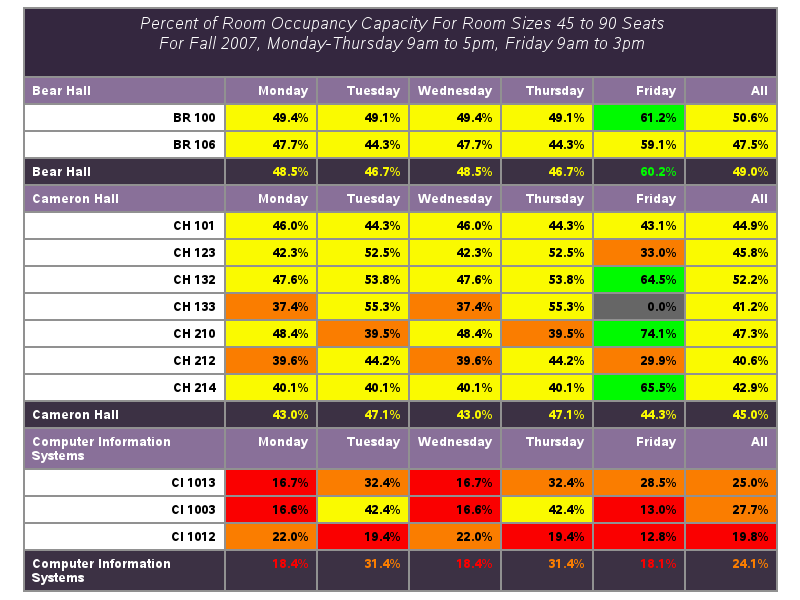 Percent of Room Occupancy Capacity For Room Sizes 45 to 90 Seats
For Fall 2007, Monday-Thursday 9am to 5pm, Friday 9am to 3pm
Bear Hall Monday Tuesday Wednesday Thursday Friday All
BR 100 49.4% 49.1% 49.4% 49.1% 61.2% 50.6%
BR 106 47.7% 44.3% 47.7% 44.3% 59.1% 47.5%
Bear Hall 48.5% 46.7% 48.5% 46.7% 60.2% 49.0%
Cameron Hall Monday Tuesday Wednesday Thursday Friday All
CH 101 46.0% 44.3% 46.0% 44.3% 43.1% 44.9%
CH 123 42.3% 52.5% 42.3% 52.5% 33.0% 45.8%
CH 132 47.6% 53.8% 47.6% 53.8% 64.5% 52.2%
CH 133 37.4% 55.3% 37.4% 55.3% 0.0% 41.2%
CH 210 48.4% 39.5% 48.4% 39.5% 74.1% 47.3%
CH 212 39.6% 44.2% 39.6% 44.2% 29.9% 40.6%
CH 214 40.1% 40.1% 40.1% 40.1% 65.5% 42.9%
Cameron Hall 43.0% 47.1% 43.0% 47.1% 44.3% 45.0%
Computer Information Monday Tuesday Wednesday Thursday Friday All
Systems
CI 1013 16.7% 32.4% 16.7% 32.4% 28.5% 25.0%
CI 1003 16.6% 42.4% 16.6% 42.4% 13.0% 27.7%
CI 1012 22.0% 19.4% 22.0% 19.4% 12.8% 19.8%
Computer Information 18.4% 31.4% 18.4% 31.4% 18.1% 24.1%
Systems